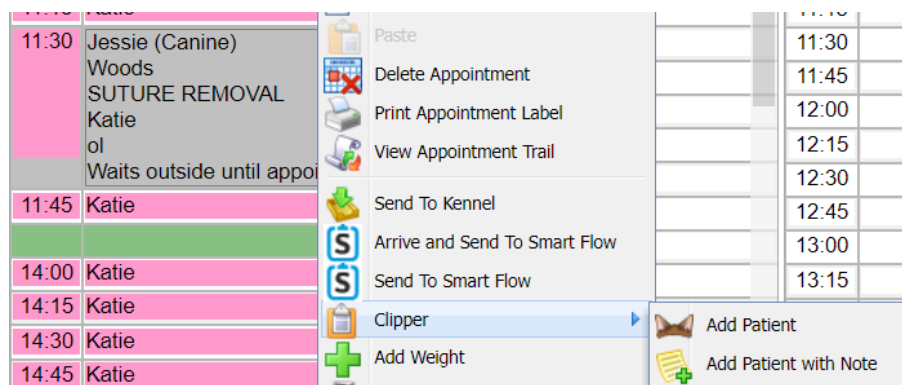 11:30 Jessie (Canine)
Woods
SUTURE REMOVAL
Katie
ol
Waits outside until appoi
11:45 Katie
14:00 Katie
14:15 Katie
14:30 Katie
14:45 Katie
Paste
Delete Appointment
Print Appointment Label
View Appointment Trail
Send To Kennel
Arrive and Send To Smart Flow
Send To Smart Flow
Clipper
Add Weight
Add Patient
Add Patient with Note
11:30
11:45
12:00
12:15
12:30
12:45
13:00
13:15